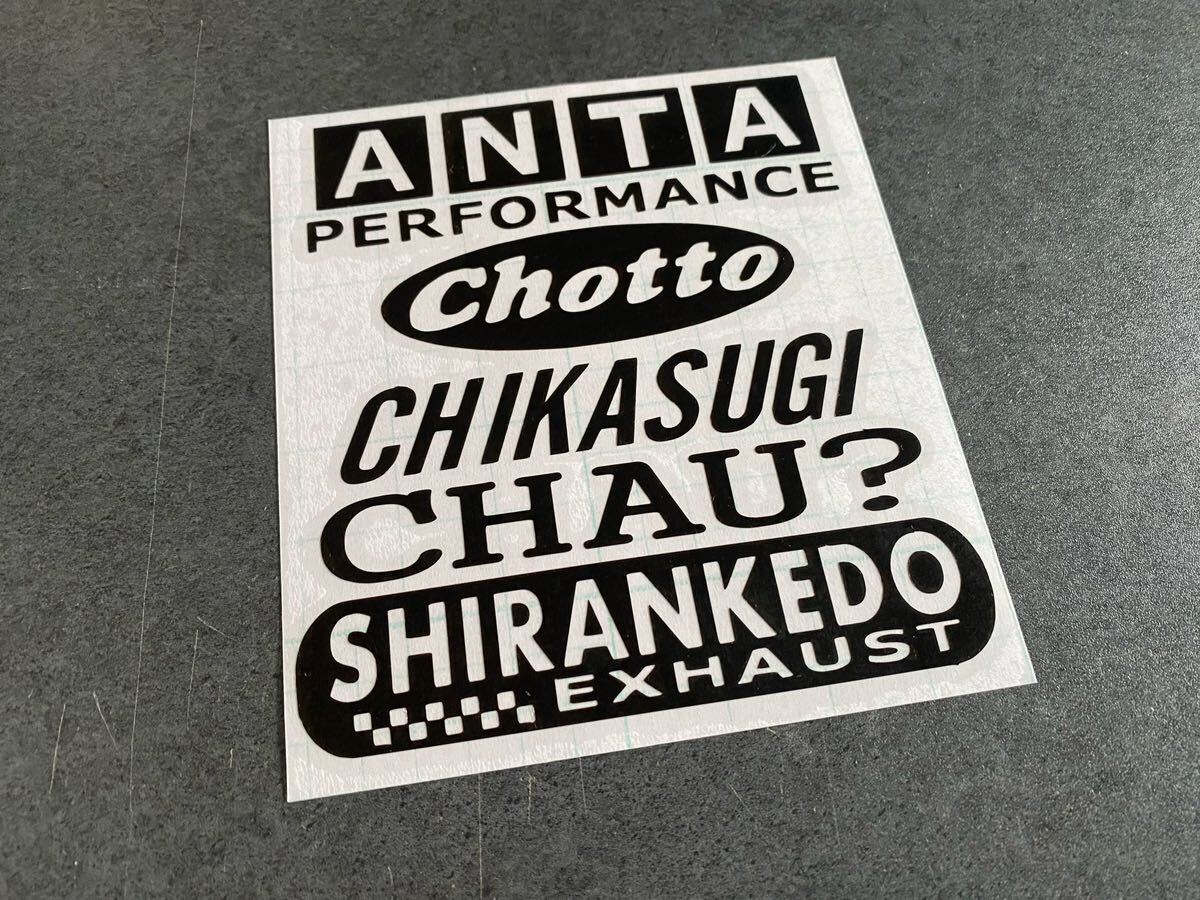 ANTA
PERFORMANCE
Chotto
CHIKASUGI
CHAU?
SHIRANKEDO
EXHAUST